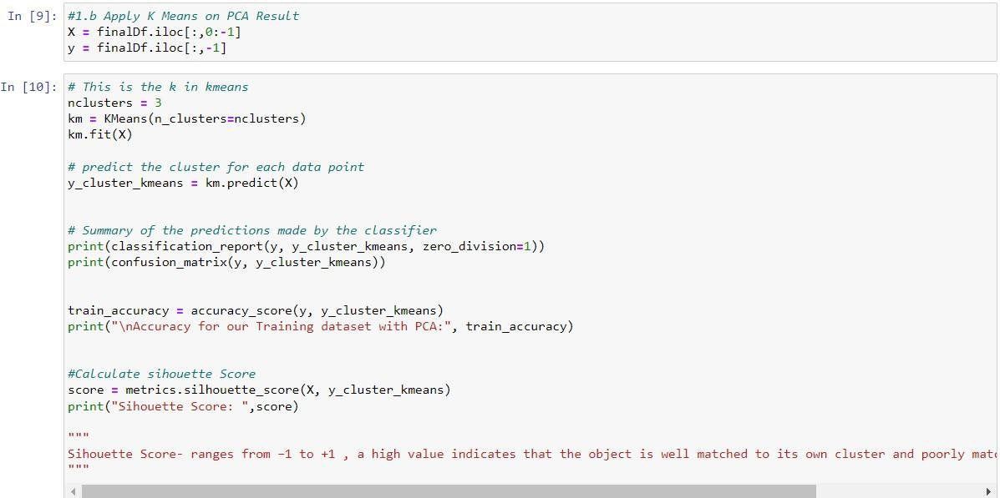 In [9]: #1.b Apply K Means on PCA Result
X = finalDf.iloc[:,0:-1]
y = finalDf.iloc[:,-1]
In [10]: # This is the k in kmeans
nclusters = 3
km = KMeans(n_clusters=nclusters)
km.fit(X)
# predict the cluster for each data point
y_cluster_kmeans = km.predict(X)
# Summary of the predictions made by the classifier
print(classification_report(y, y_cluster_kmeans, zero_division=1))
print(confusion_matrix(y, y_cluster_kmeans))
train_accuracy = accuracy_score(y, y_cluster_kmeans)
print("\nAccuracy for our Training dataset with PCA:", train_accuracy)
#Calculate sihouette Score
score = metrics.silhouette_score(X, y_cluster_kmeans)
print("Sihouette Score: ",score)
"""
Sihouette Score- ranges from −1 to +1 , a high value indicates that the object is well matched to its own cluster and poorly
"""